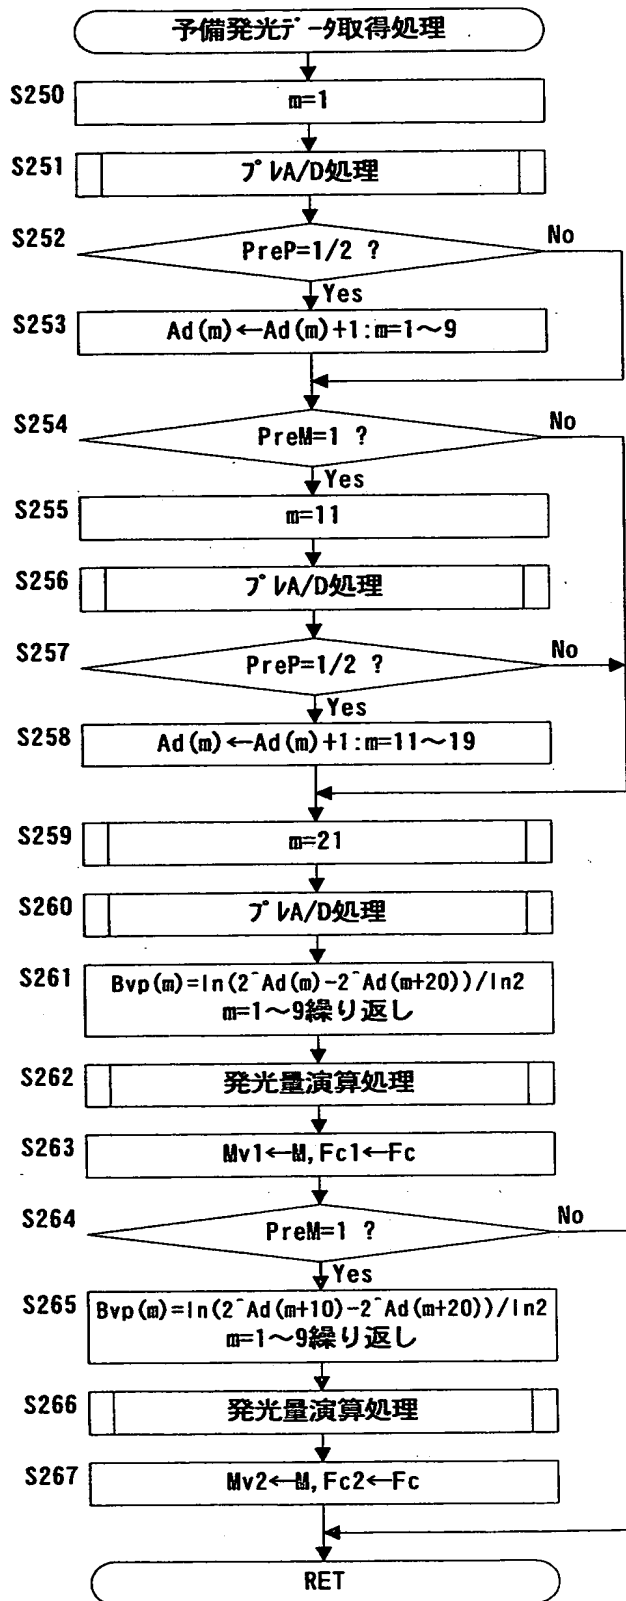 予備発光データ取得処理
S250
m=1
S251
プレA/D処理
S252
PreP=1/2 ?
No
Yes
S253
Ad(m)←Ad(m)+1:m=1～9
S254
PreM=1 ?
No
Yes
S255
m=11
S256
プレA/D処理
S257
PreP=1/2 ?
No
Yes
S258
Ad(m)←Ad(m)+1:m=11～19
S259
m=21
S260
プレA/D処理
S261
Bvp(m)=ln(2^Ad(m)-2^Ad(m+20))/ln2
m=1～9繰り返し
S262
発光量演算処理
S263
Mv1←M,Fc1←Fc
S264
PreM=1 ?
No
Yes
S265
Bvp(m)=ln(2^Ad(m+10)-2^Ad(m+20))/ln2
m=1～9繰り返し
S266
発光量演算処理
S267
Mv2←M,Fc2←Fc
RET